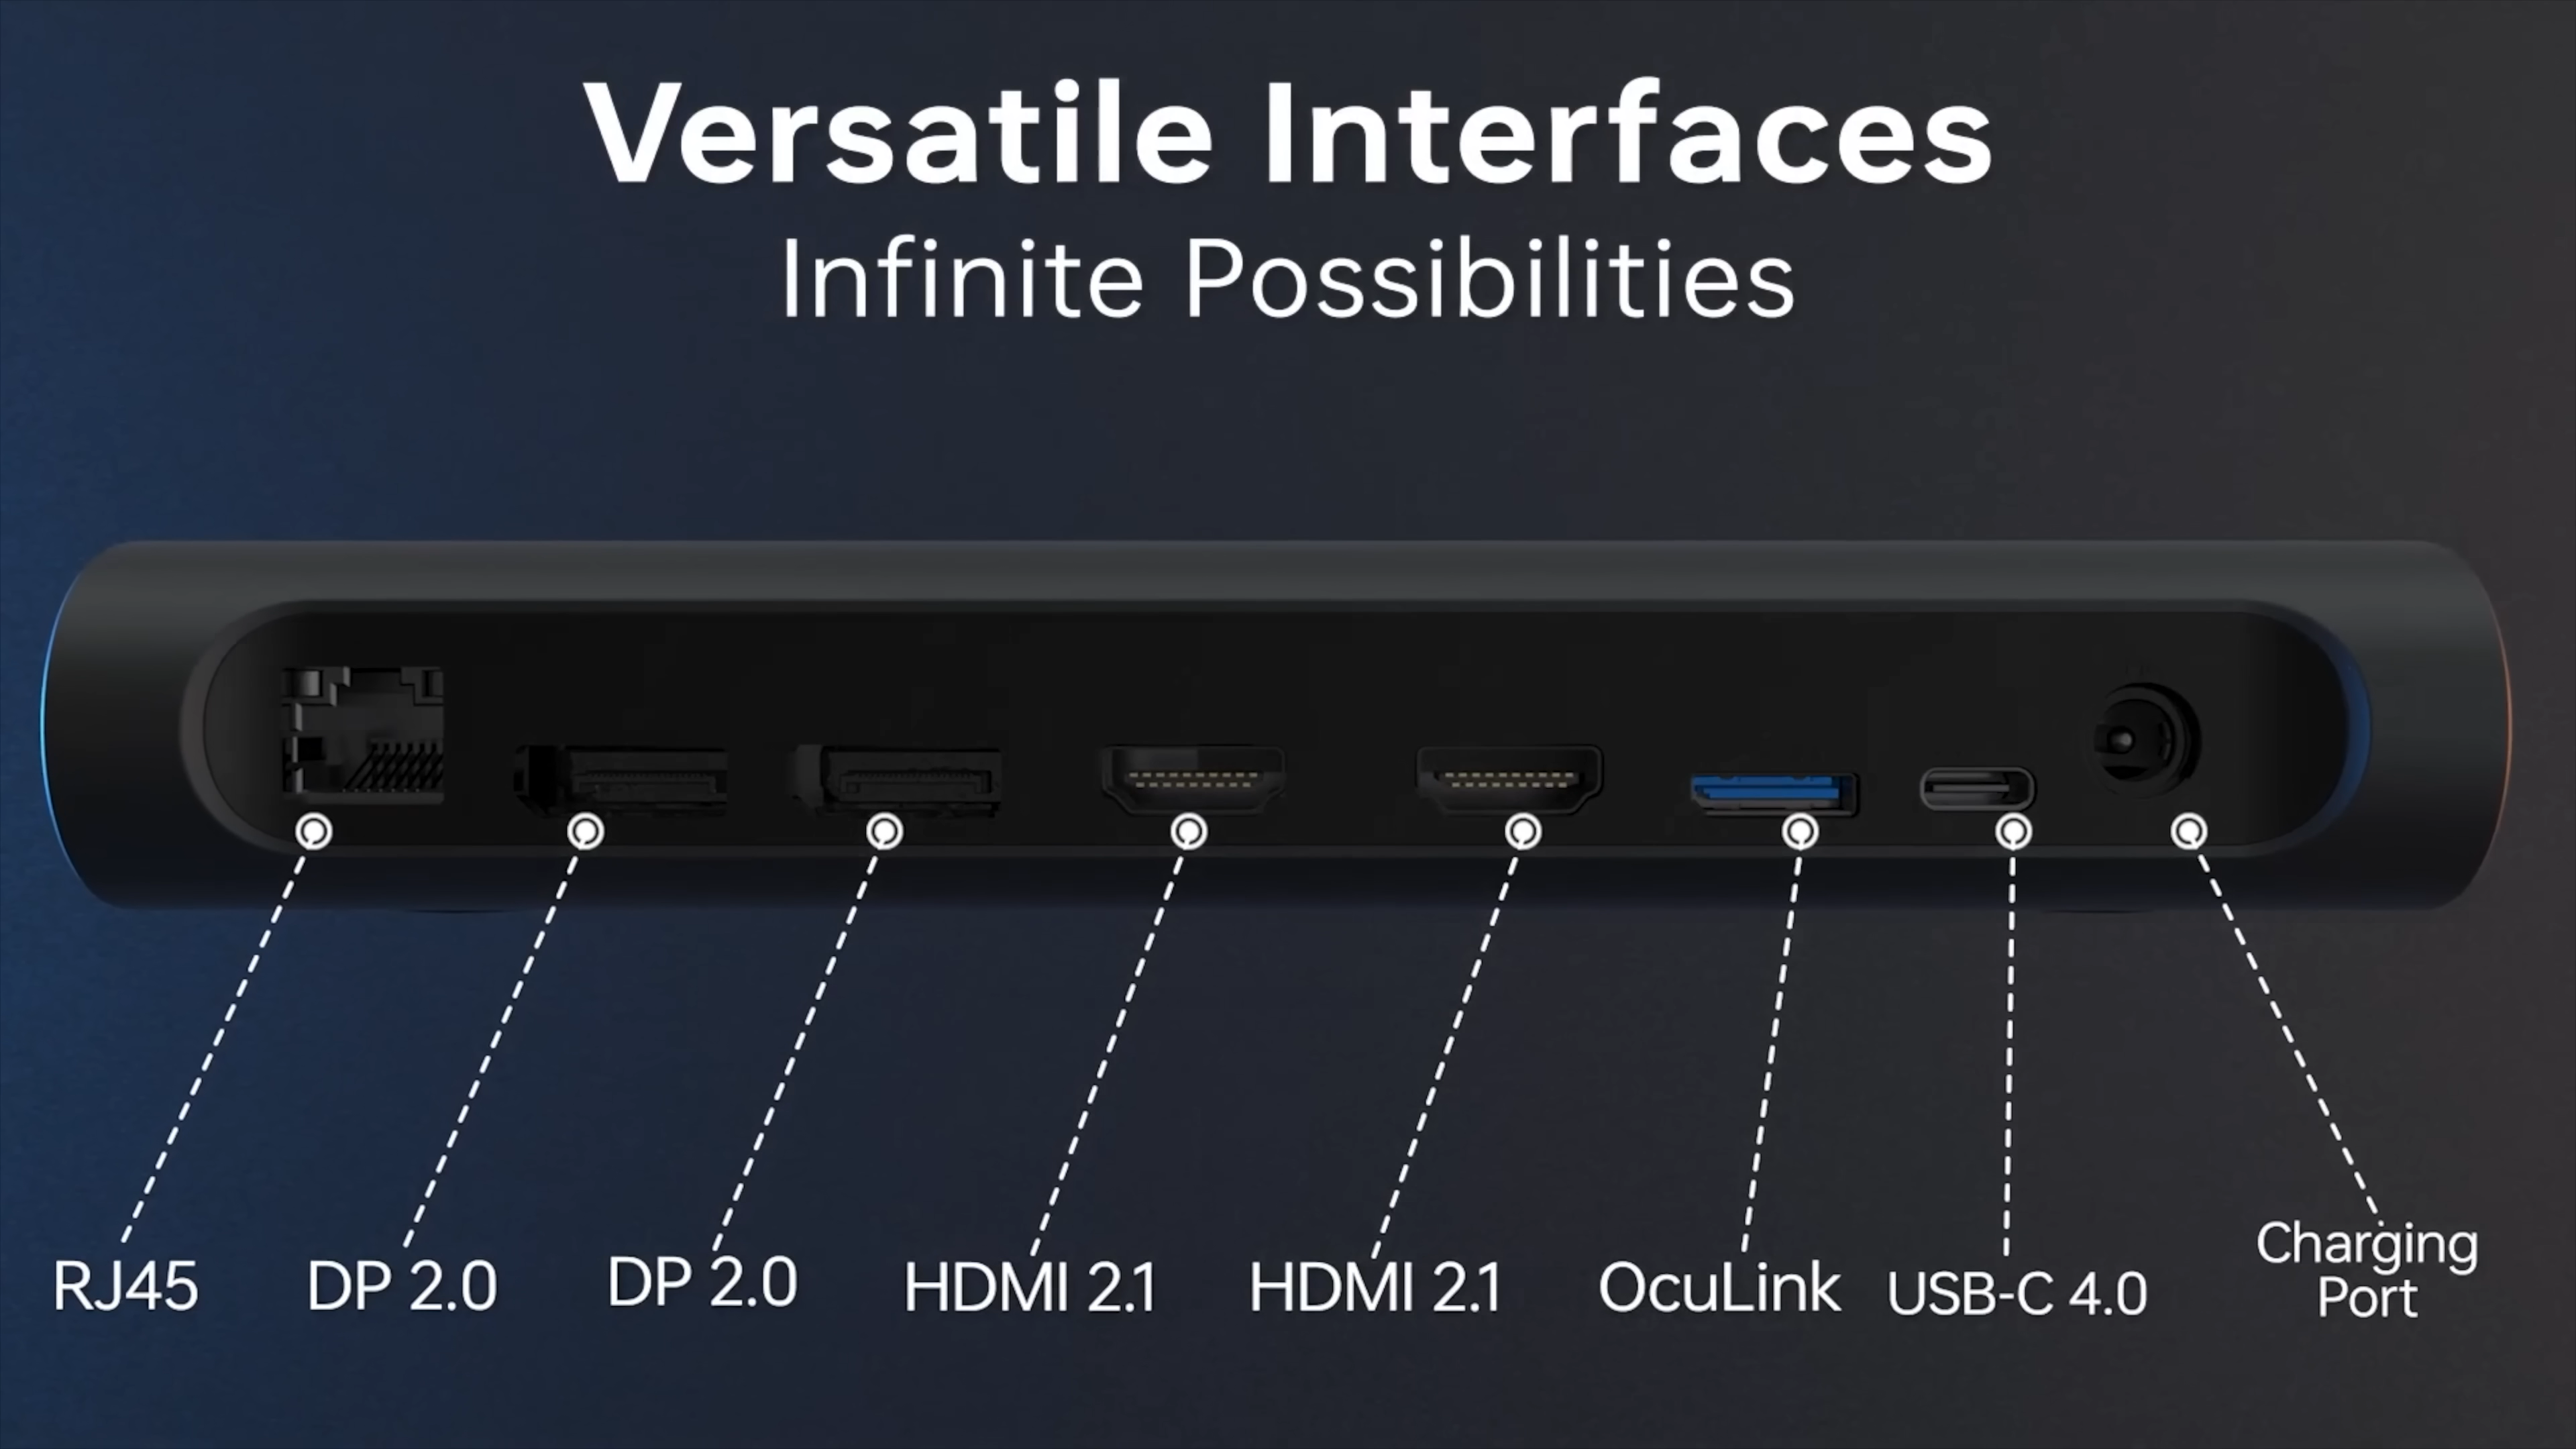 Versatile Interfaces
Infinite Possibilities
RJ45
DP 2.0
DP 2.0
HDMI 2.1
HDMI 2.1
OcuLink
USB-C 4.0
Charging
Port